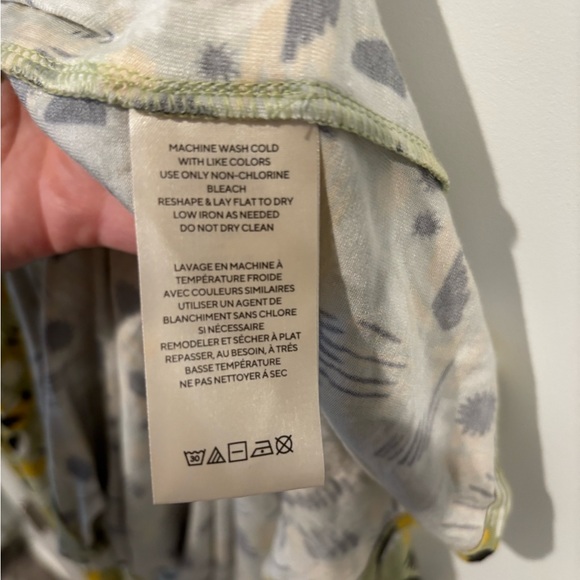 MACHINE WASH COLD
WITH LIKE COLORS
USE ONLY NON-CHLORINE
BLEACH
RESHAPE & LAY FLAT TO DRY
LOW IRON AS NEEDED
DO NOT DRY CLEAN
LAVAGE EN MACHINE À
TEMPÉRATURE FROIDE
AVEC COULEURS SIMILAIRES
UTILISER UN AGENT DE
BLANCHIMENT SANS CHLORE
SI NÉCESSAIRE
REMODELER ET SÉCHER À PLAT
REPASSER, AU BESOIN, À TRÉS
BASSE TEMPÉRATURE
NE PAS NETTOYER À SEC
30